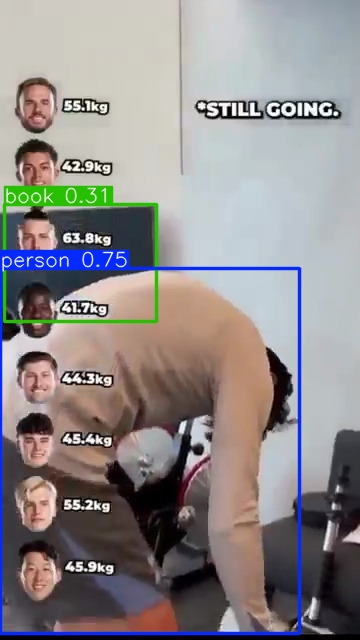 55.1kg
*STILL GOING.
42.9kg
book 0.31
63.8kg
person 0.75
41.7kg
44.3kg
45.4kg
55.2kg
45.9kg